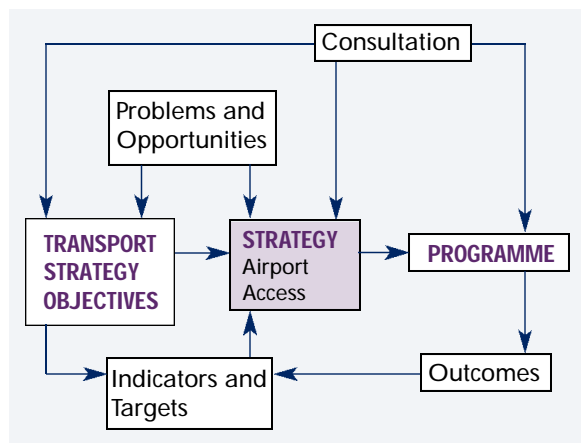 Consultation
Problems and
Opportunities
TRANSPORT
STRATEGY
OBJECTIVES
STRATEGY
Airport
Access
PROGRAMME
Indicators and
Targets
Outcomes